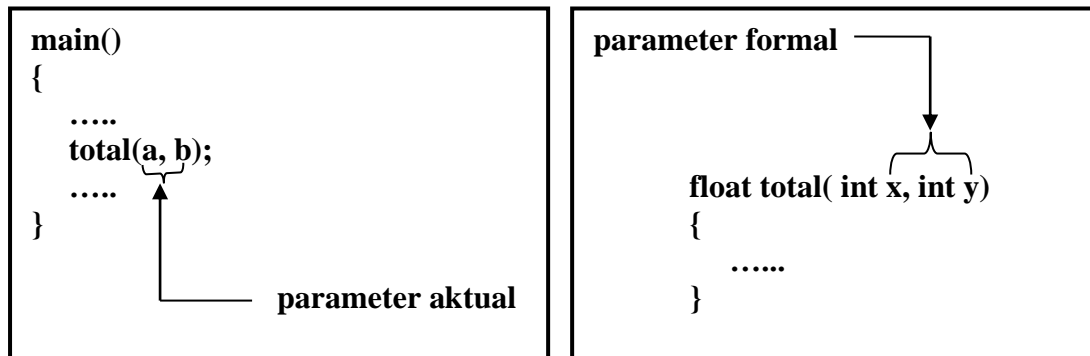 main()
{
…..
total(a, b);
…..
}
parameter aktual
parameter formal
float total( int x, int y)
{
…...
}